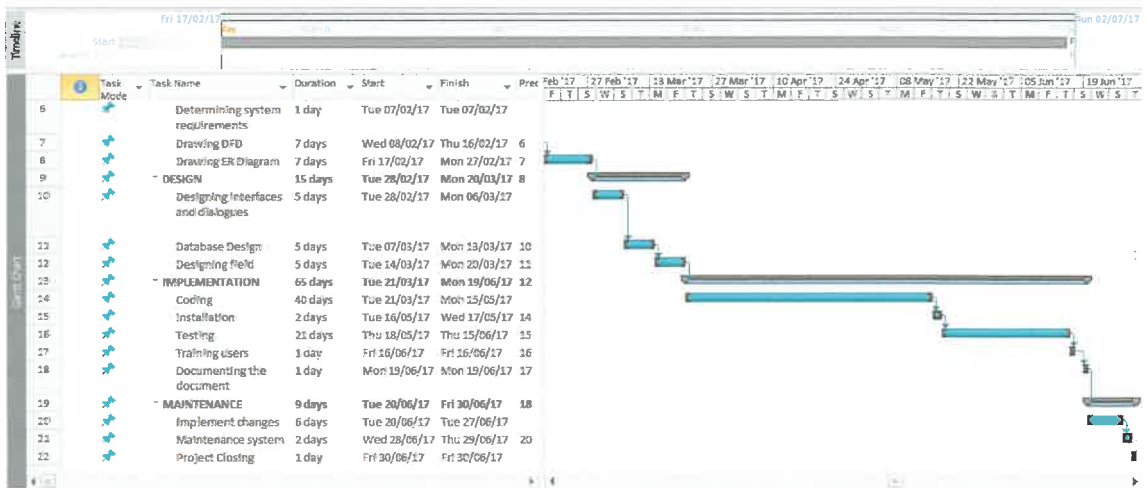 Fri 17/02/17
Sun 02/07/17
Start
Timeline
Task Mode Task Name Duration Start Finish Prec Feb '17 27 Feb '17 13 Mar '17 27 Mar '17 10 Apr '17 24 Apr '17 08 May '17 22 May '17 05 Jun '17 19 Jun '17
F T S W S T M F T S W S T M F T S W S T M F T S W S T M F T S W S T
6 Determining system requirements 1 day Tue 07/02/17 Tue 07/02/17
7 Drawing DFD 7 days Wed 08/02/17 Thu 16/02/17 6
8 Drawing ER Diagram 7 days Fri 17/02/17 Mon 27/02/17 7
9 DESIGN 15 days Tue 28/02/17 Mon 20/03/17 8
10 Designing interfaces and dialogues 5 days Tue 28/02/17 Mon 06/03/17
11 Database Design 5 days Tue 07/03/17 Mon 13/03/17 10
12 Designing field 5 days Tue 14/03/17 Mon 20/03/17 11
13 IMPLEMENTATION 65 days Tue 21/03/17 Mon 19/06/17 12
14 Coding 40 days Tue 21/03/17 Mon 15/05/17
15 Installation 2 days Tue 16/05/17 Wed 17/05/17 14
16 Testing 21 days Thu 18/05/17 Thu 15/06/17 15
17 Training users 1 day Fri 16/06/17 Fri 16/06/17 16
18 Documenting the document 1 day Mon 19/06/17 Mon 19/06/17 17
19 MAINTENANCE 9 days Tue 20/06/17 Fri 30/06/17 18
20 Implement changes 6 days Tue 20/06/17 Tue 27/06/17
21 Maintenance system 2 days Wed 28/06/17 Thu 29/06/17 20
22 Project Closing 1 day Fri 30/06/17 Fri 30/06/17
Gantt Chart